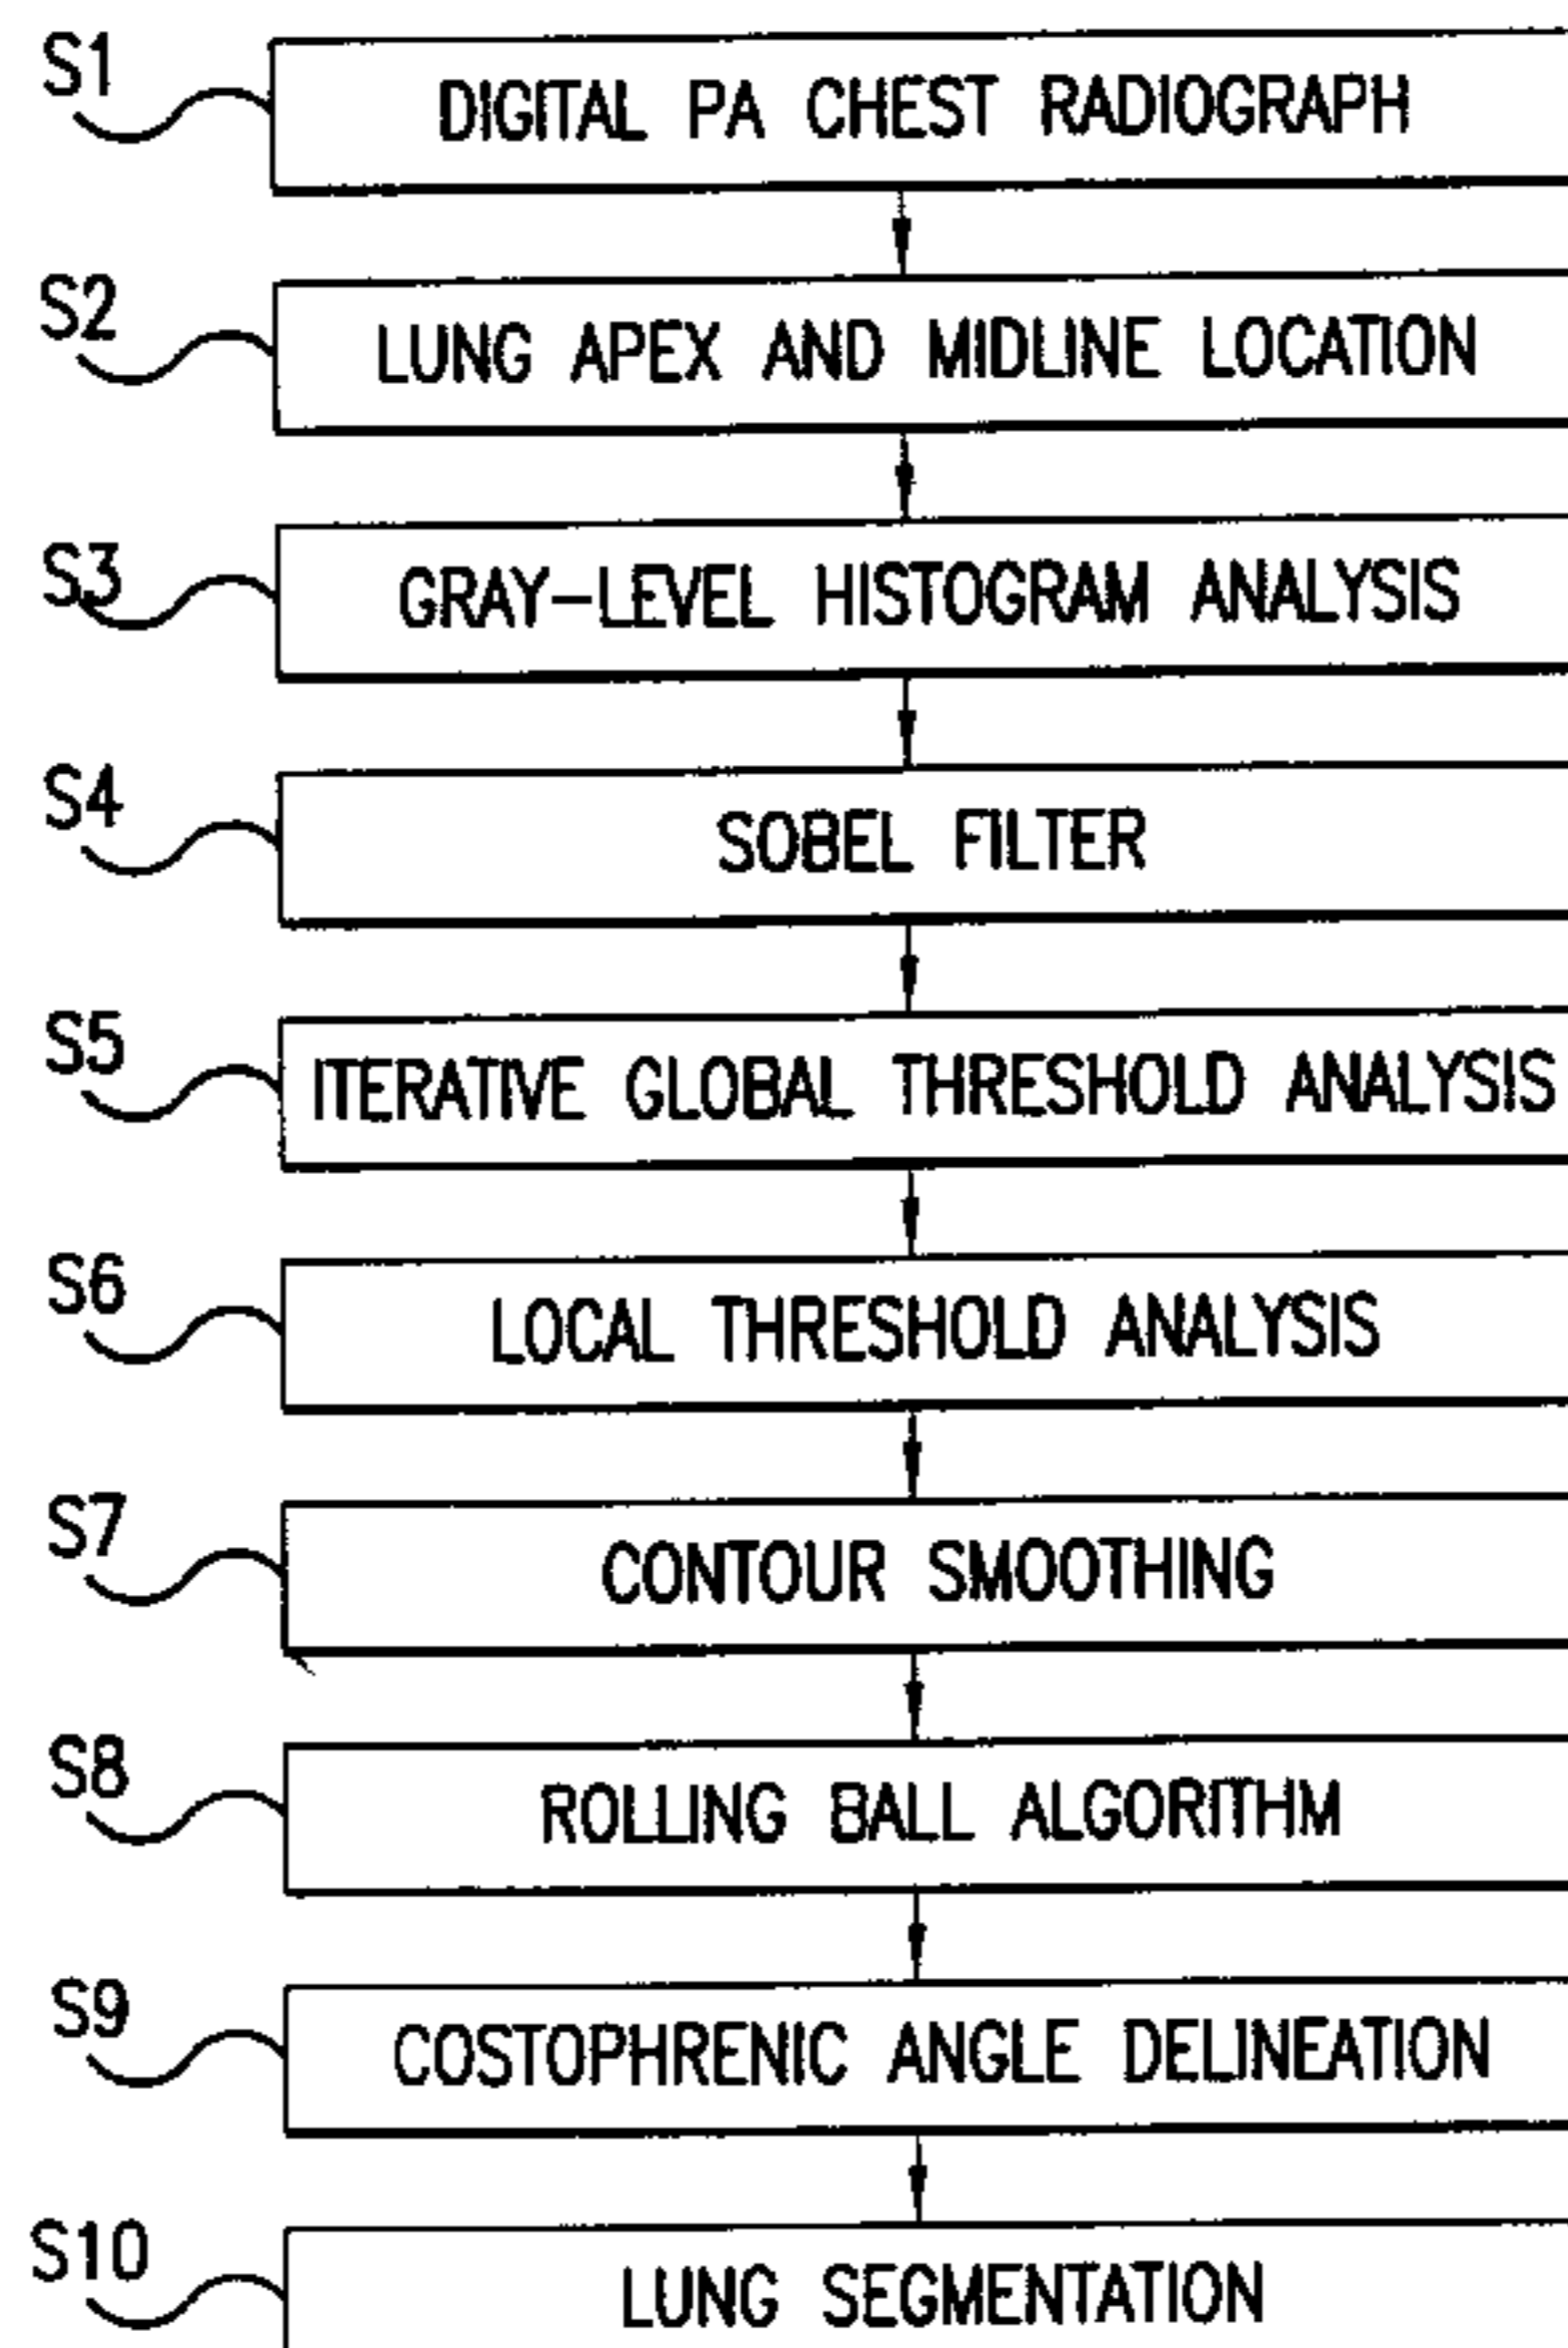 S1
DIGITAL PA CHEST RADIOGRAPH
S2
LUNG APEX AND MIDLINE LOCATION
S3
GRAY-LEVEL HISTOGRAM ANALYSIS
S4
SOBEL FILTER
S5
ITERATIVE GLOBAL THRESHOLD ANALYSIS
S6
LOCAL THRESHOLD ANALYSIS
S7
CONTOUR SMOOTHING
S8
ROLLING BALL ALGORITHM
S9
COSTOPHRENIC ANGLE DELINEATION
S10
LUNG SEGMENTATION